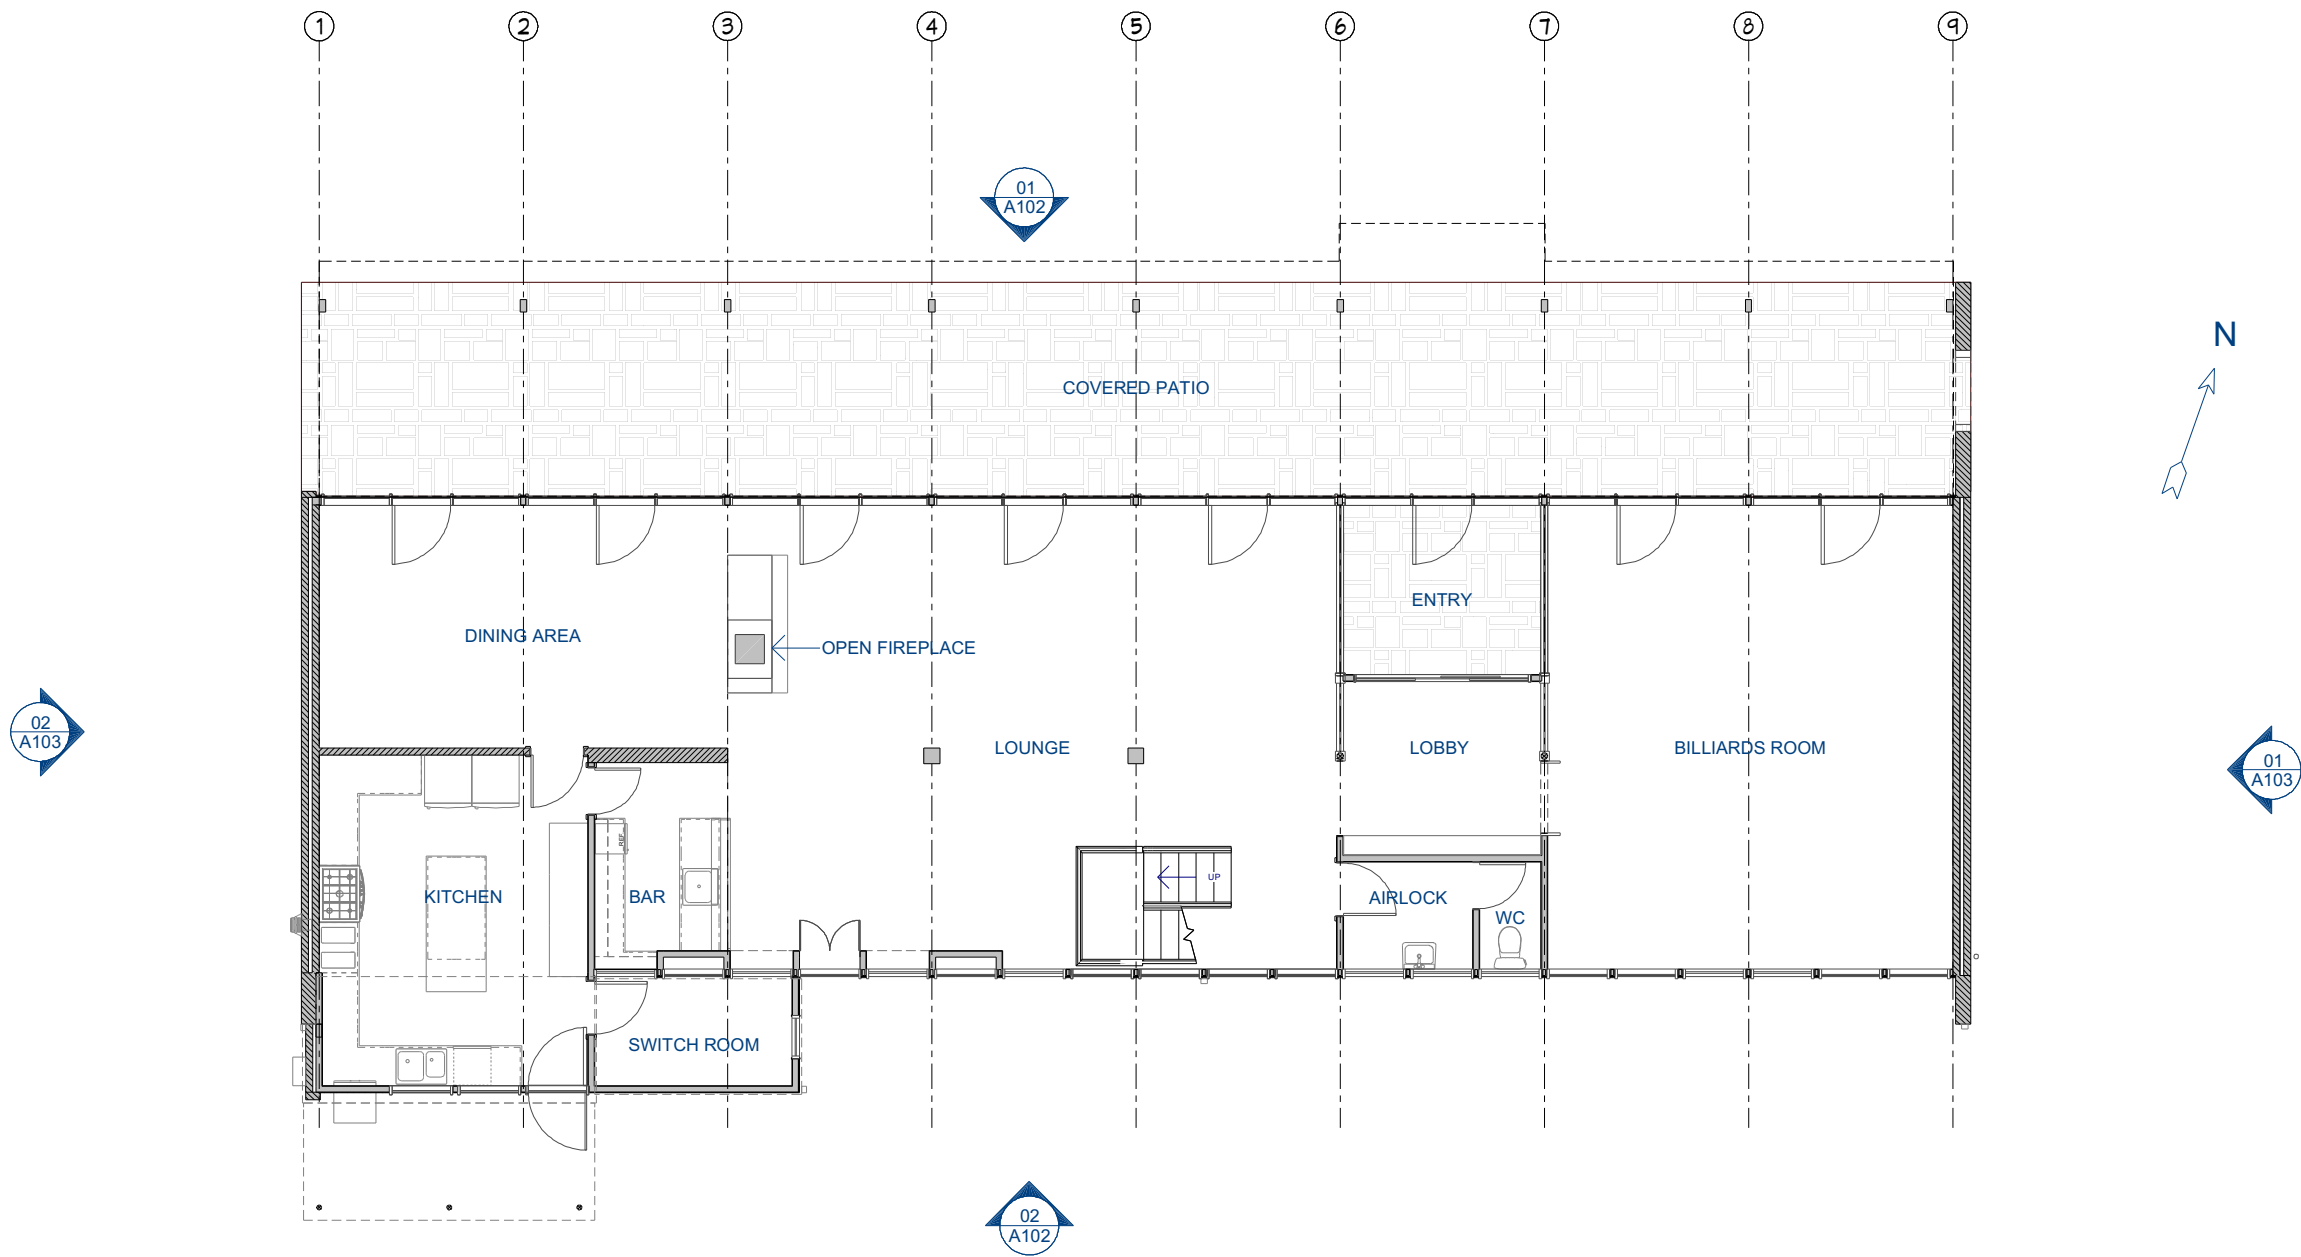 1 2 3 4 5 6 7 8 9
01
A102
N
COVERED PATIO
ENTRY
DINING AREA
OPEN FIREPLACE
02
A103
LOUNGE
LOBBY
BILLIARDS ROOM
01
A103
REF.
UP
KITCHEN
BAR
AIRLOCK
WC
SWITCH ROOM
02
A102